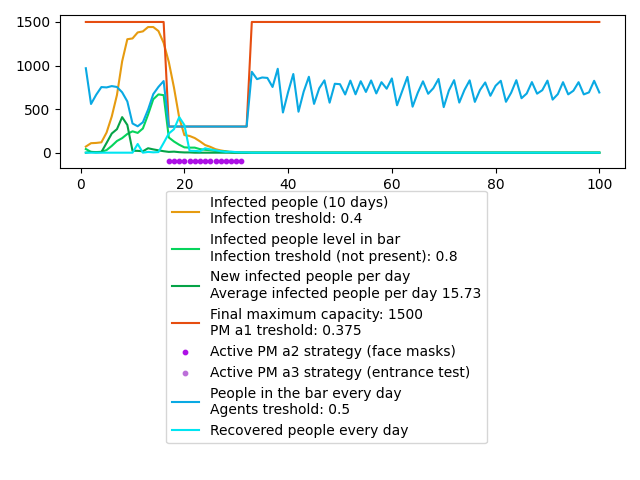 1500
1000
500
0
0
20
40
60
80
100
Infected people (10 days)
Infection treshold: 0.4
Infected people level in bar
Infection treshold (not present): 0.8
New infected people per day
Average infected people per day 15.73
Final maximum capacity: 1500
PM a1 treshold: 0.375
Active PM a2 strategy (face masks)
Active PM a3 strategy (entrance test)
People in the bar every day
Agents treshold: 0.5
Recovered people every day